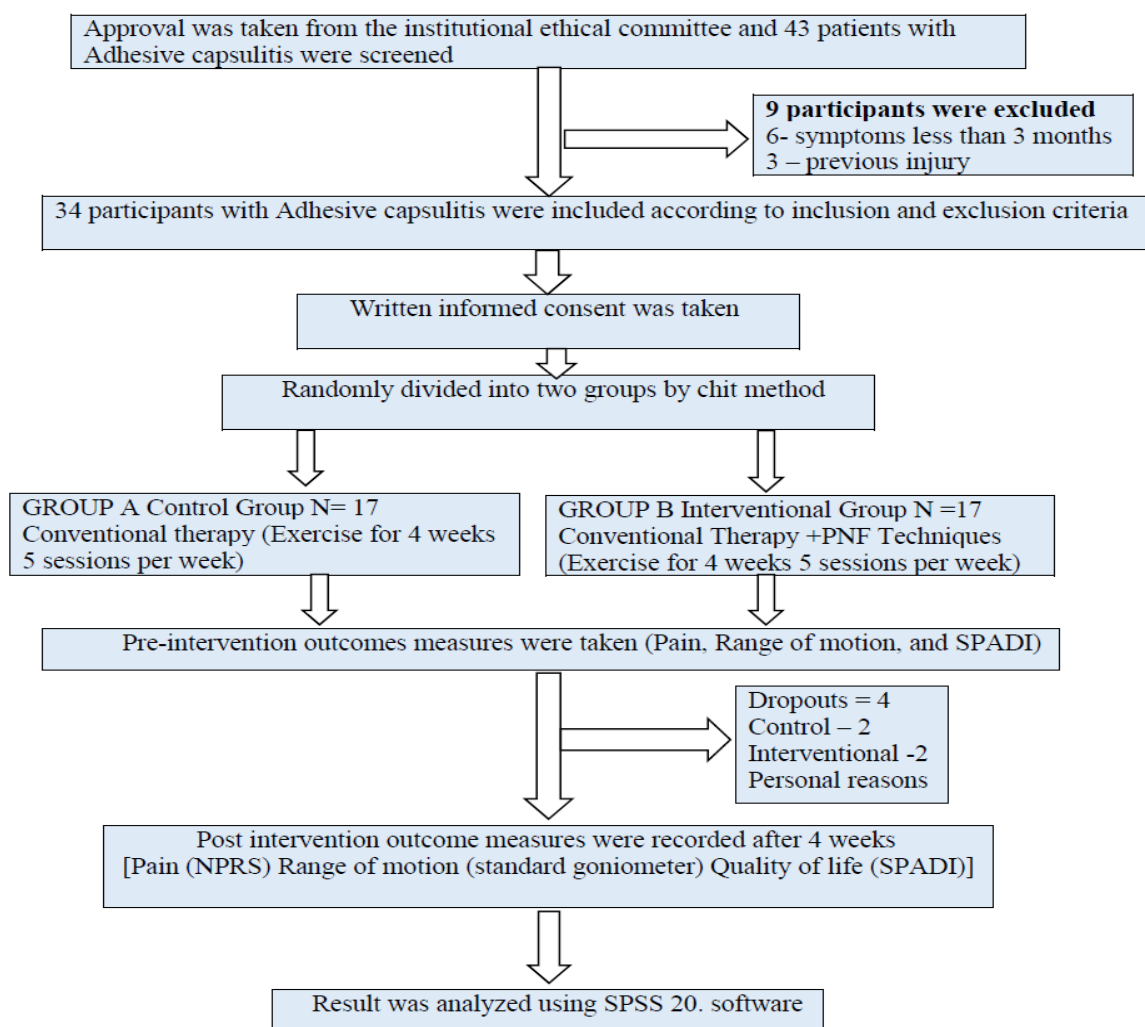 Approval was taken from the institutional ethical committee and 43 patients with
Adhesive capsulitis were screened
9 participants were excluded
6- symptoms less than 3 months
3 – previous injury
34 participants with Adhesive capsulitis were included according to inclusion and exclusion criteria
Written informed consent was taken
Randomly divided into two groups by chit method
GROUP A Control Group N= 17
Conventional therapy (Exercise for 4 weeks
5 sessions per week)
GROUP B Interventional Group N =17
Conventional Therapy +PNF Techniques
(Exercise for 4 weeks 5 sessions per week)
Pre-intervention outcomes measures were taken (Pain, Range of motion, and SPADI)
Dropouts = 4
Control – 2
Interventional -2
Personal reasons
Post intervention outcome measures were recorded after 4 weeks
[Pain (NPRS) Range of motion (standard goniometer) Quality of life (SPADI)]
Result was analyzed using SPSS 20. software